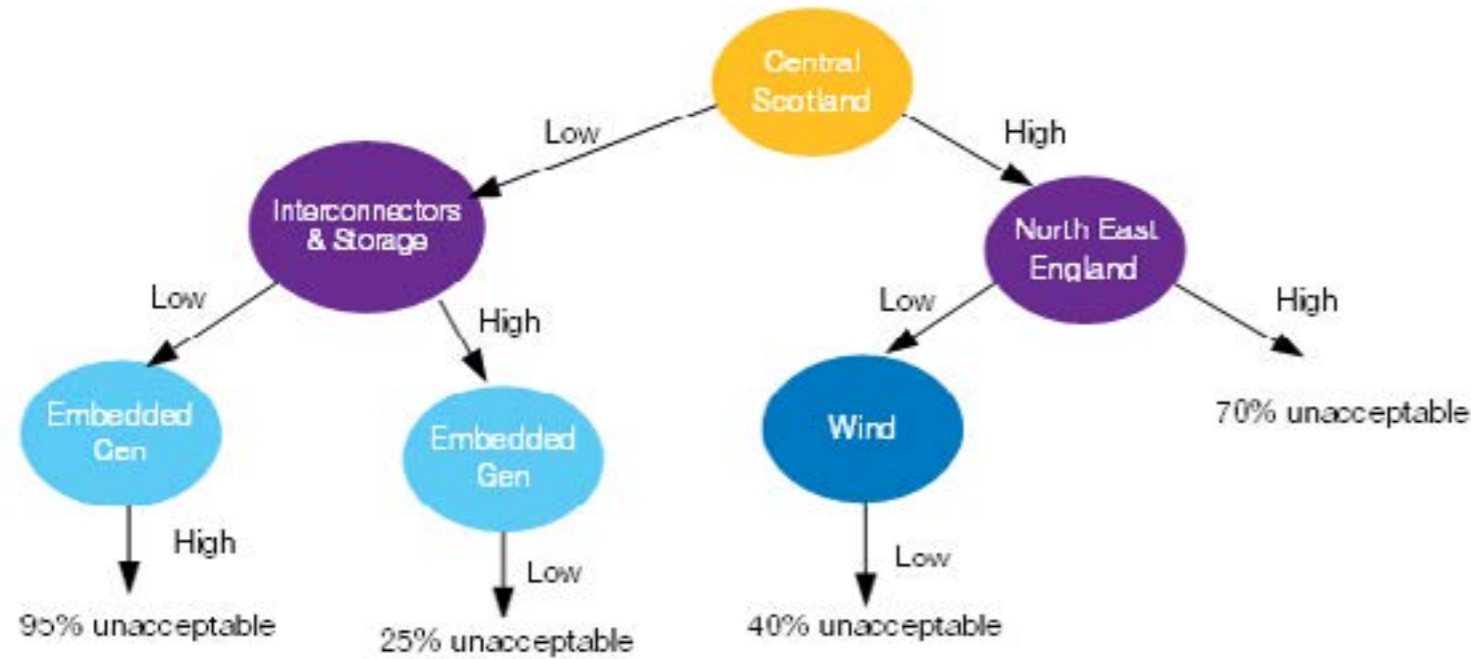 Central
Scotland
Low
High
Interconnectors
& Storage
North East
England
Low
High
Low
High
Embedded
Gen
Embedded
Gen
Wind
70% unacceptable
High
Low
Low
95% unacceptable
25% unacceptable
40% unacceptable